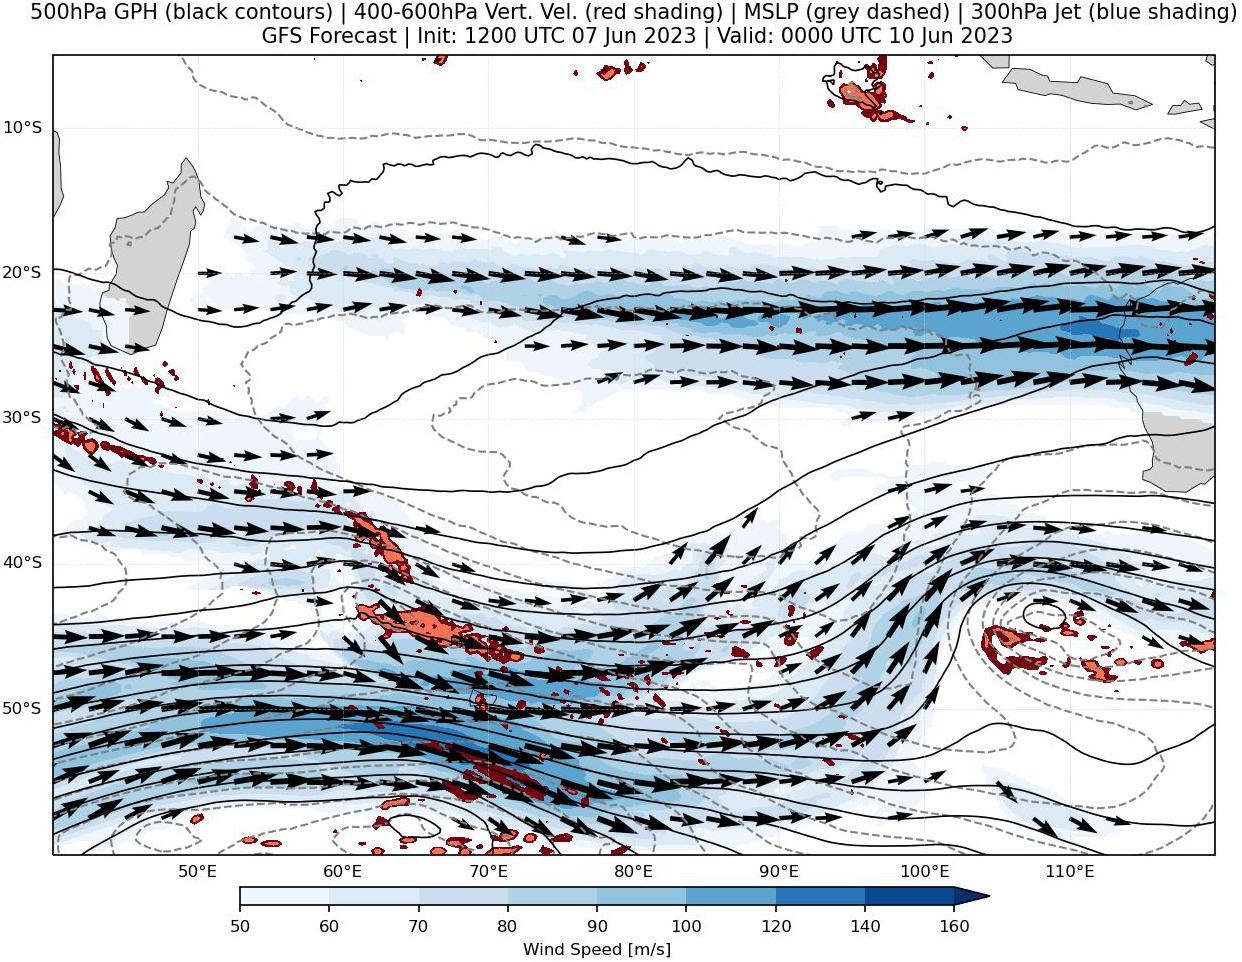 500hPa GPH (black contours) | 400-600hPa Vert. Vel. (red shading) | MSLP (grey dashed) | 300hPa Jet (blue shading)
GFS Forecast | Init: 1200 UTC 07 Jun 2023 | Valid: 0000 UTC 10 Jun 2023
10°S
20°S
30°S
40°S
50°S
50°E 60°E 70°E 80°E 90°E 100°E 110°E
50 60 70 80 90 100 120 140 160
Wind Speed [m/s]